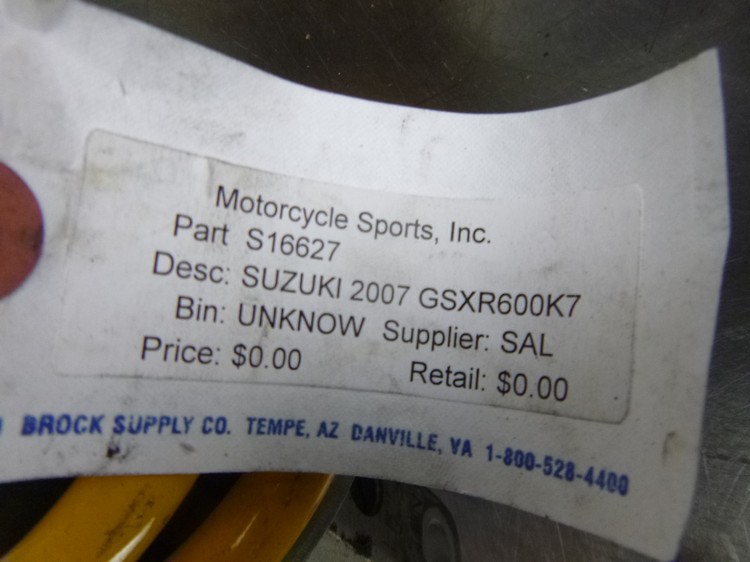 Motorcycle Sports, Inc.
Part S16627
Desc: SUZUKI 2007 GSXR600K7
Bin: UNKNOW Supplier: SAL
Price: $0.00 Retail: $0.00
BROCK SUPPLY CO. TEMPE, AZ DANVILLE, VA 1-800-528-4400